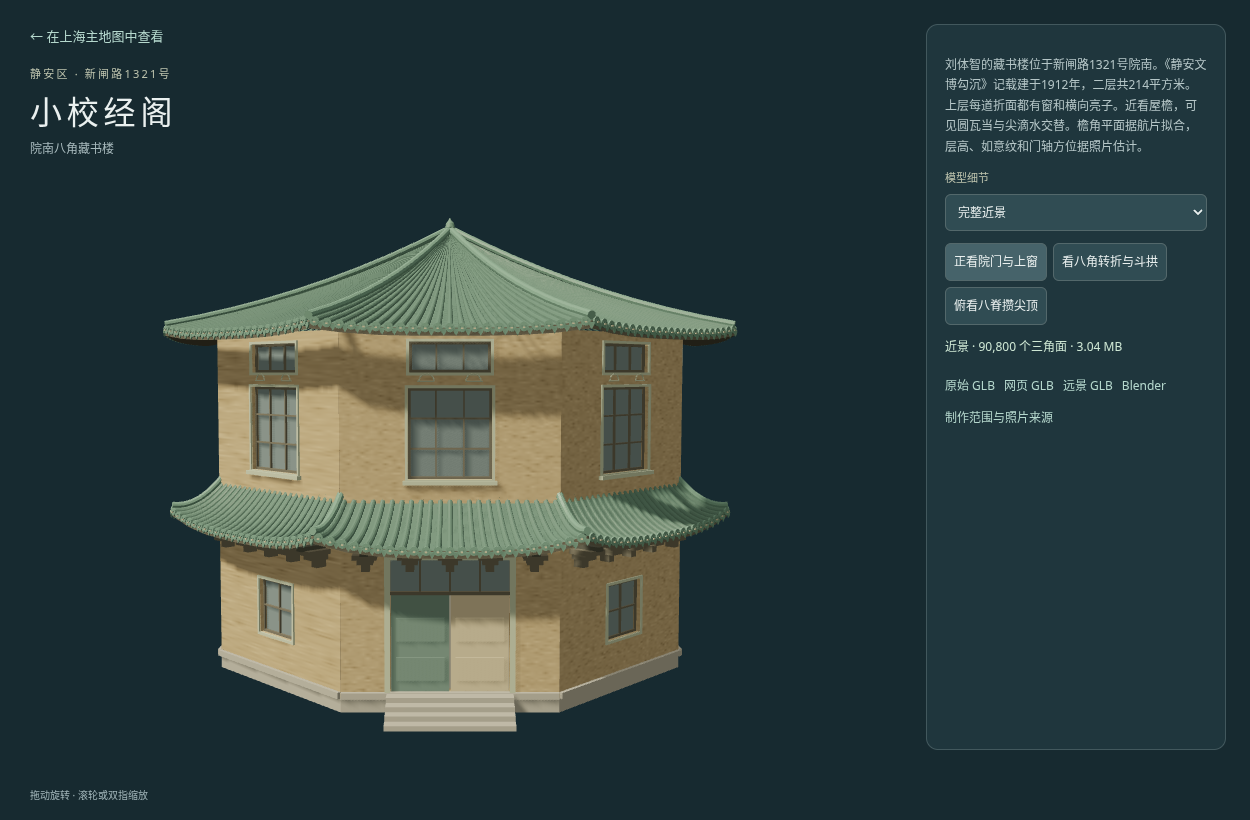 ← 在上海主地图中查看
静安区 · 新闸路1321号
小校经阁
院南八角藏书楼
刘体智的藏书楼位于新闸路1321号院南。《静安文
博勾沉》记载建于1912年，二层共214平方米。
上层每道折面都有窗和横向亮子。近看屋檐，可
见圆瓦当与尖滴水交替。檐角平面据航片拟合，
层高、如意纹和门轴方位据照片估计。
模型细节
完整近景
正看院门与上窗
看八角转折与斗拱
俯看八脊攒尖顶
近景 · 90,800 个三角面 · 3.04 MB
原始 GLB 网页 GLB 远景 GLB Blender
制作范围与照片来源
拖动旋转 · 滚轮或双指缩放